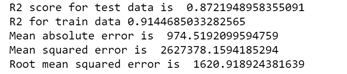 R2 score for test data is  0.8721948958355091
R2 for train data 0.9144685033282565
Mean absolute error is  974.5192099594759
Mean squared error is  2627378.1594185294
Root mean squared error is  1620.918924381639